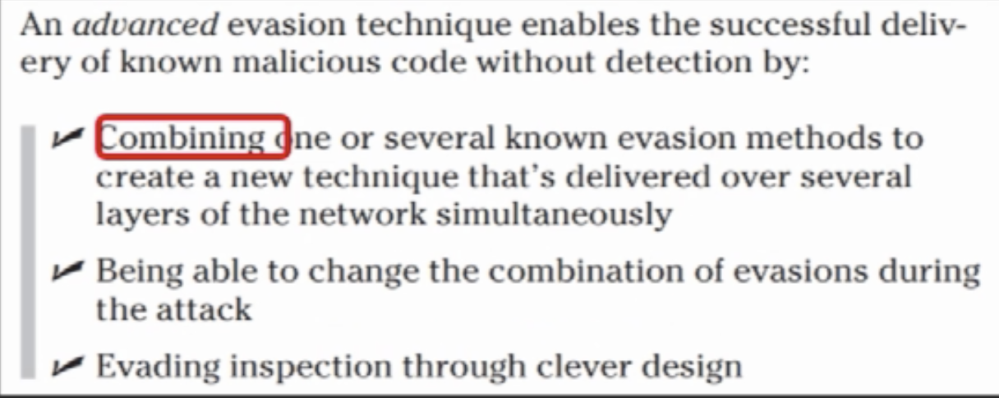 An advanced evasion technique enables the successful deliv-
ery of known malicious code without detection by:
Combining one or several known evasion methods to
create a new technique that's delivered over several
layers of the network simultaneously
Being able to change the combination of evasions during
the attack
Evading inspection through clever design